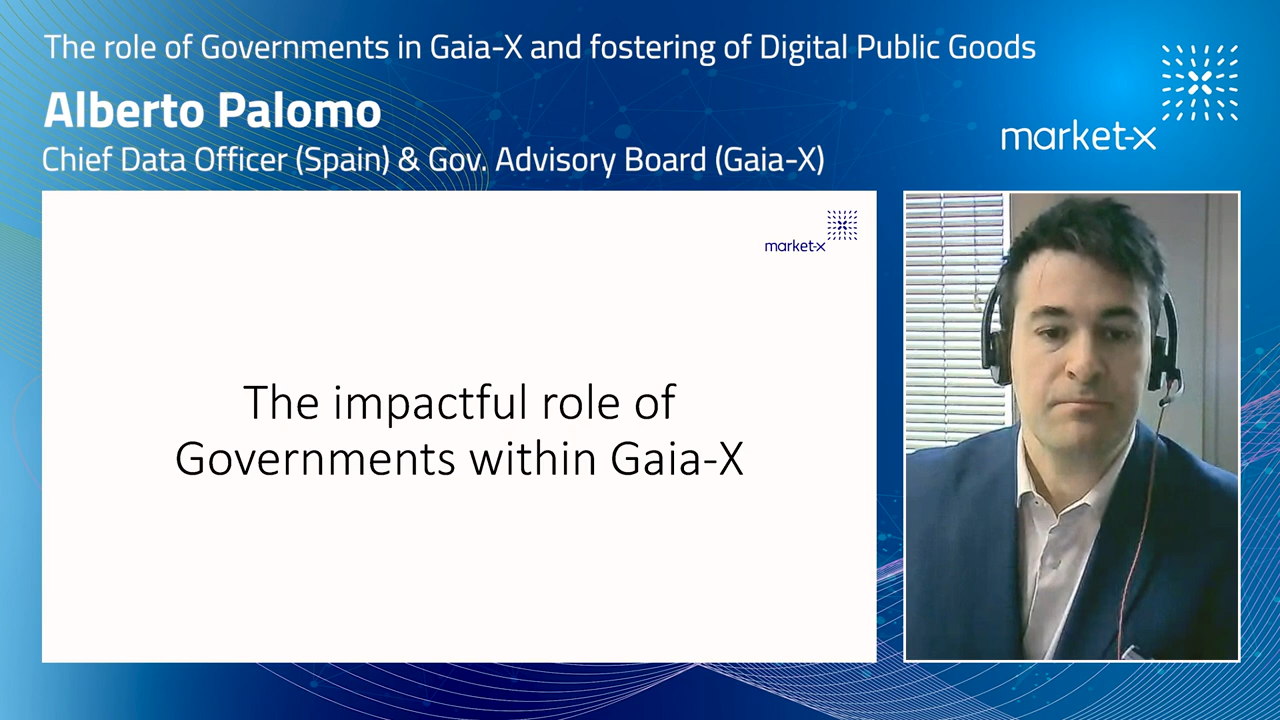 The role of Governments in Gaia-X and fostering of Digital Public Goods
Alberto Palomo
Chief Data Officer (Spain) & Gov. Advisory Board (Gaia-X)
market-x
market-x
The impactful role of
Governments within Gaia-X